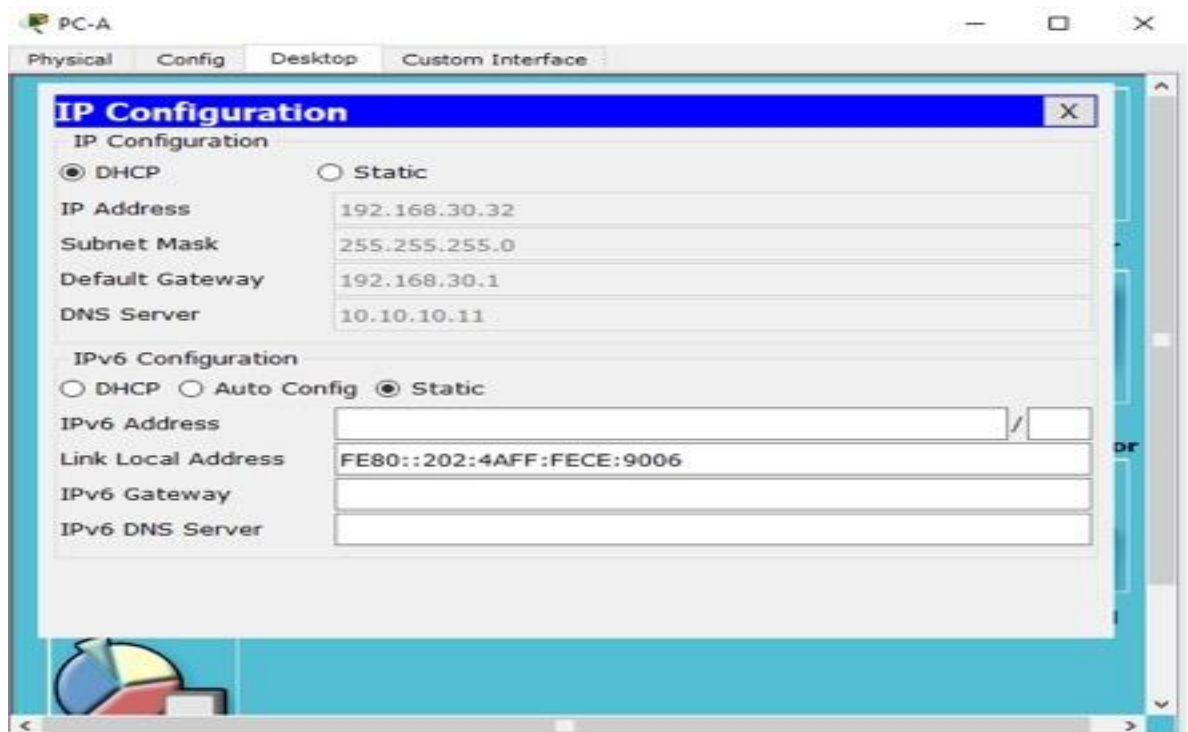 PC-A
Physical Config Desktop Custom Interface
IP Configuration X
IP Configuration
DHCP Static
IP Address 192.168.30.32
Subnet Mask 255.255.255.0
Default Gateway 192.168.30.1
DNS Server 10.10.10.11
IPv6 Configuration
DHCP Auto Config Static
IPv6 Address /
Link Local Address FE80::202:4AFF:FECE:9006
IPv6 Gateway
IPv6 DNS Server
or